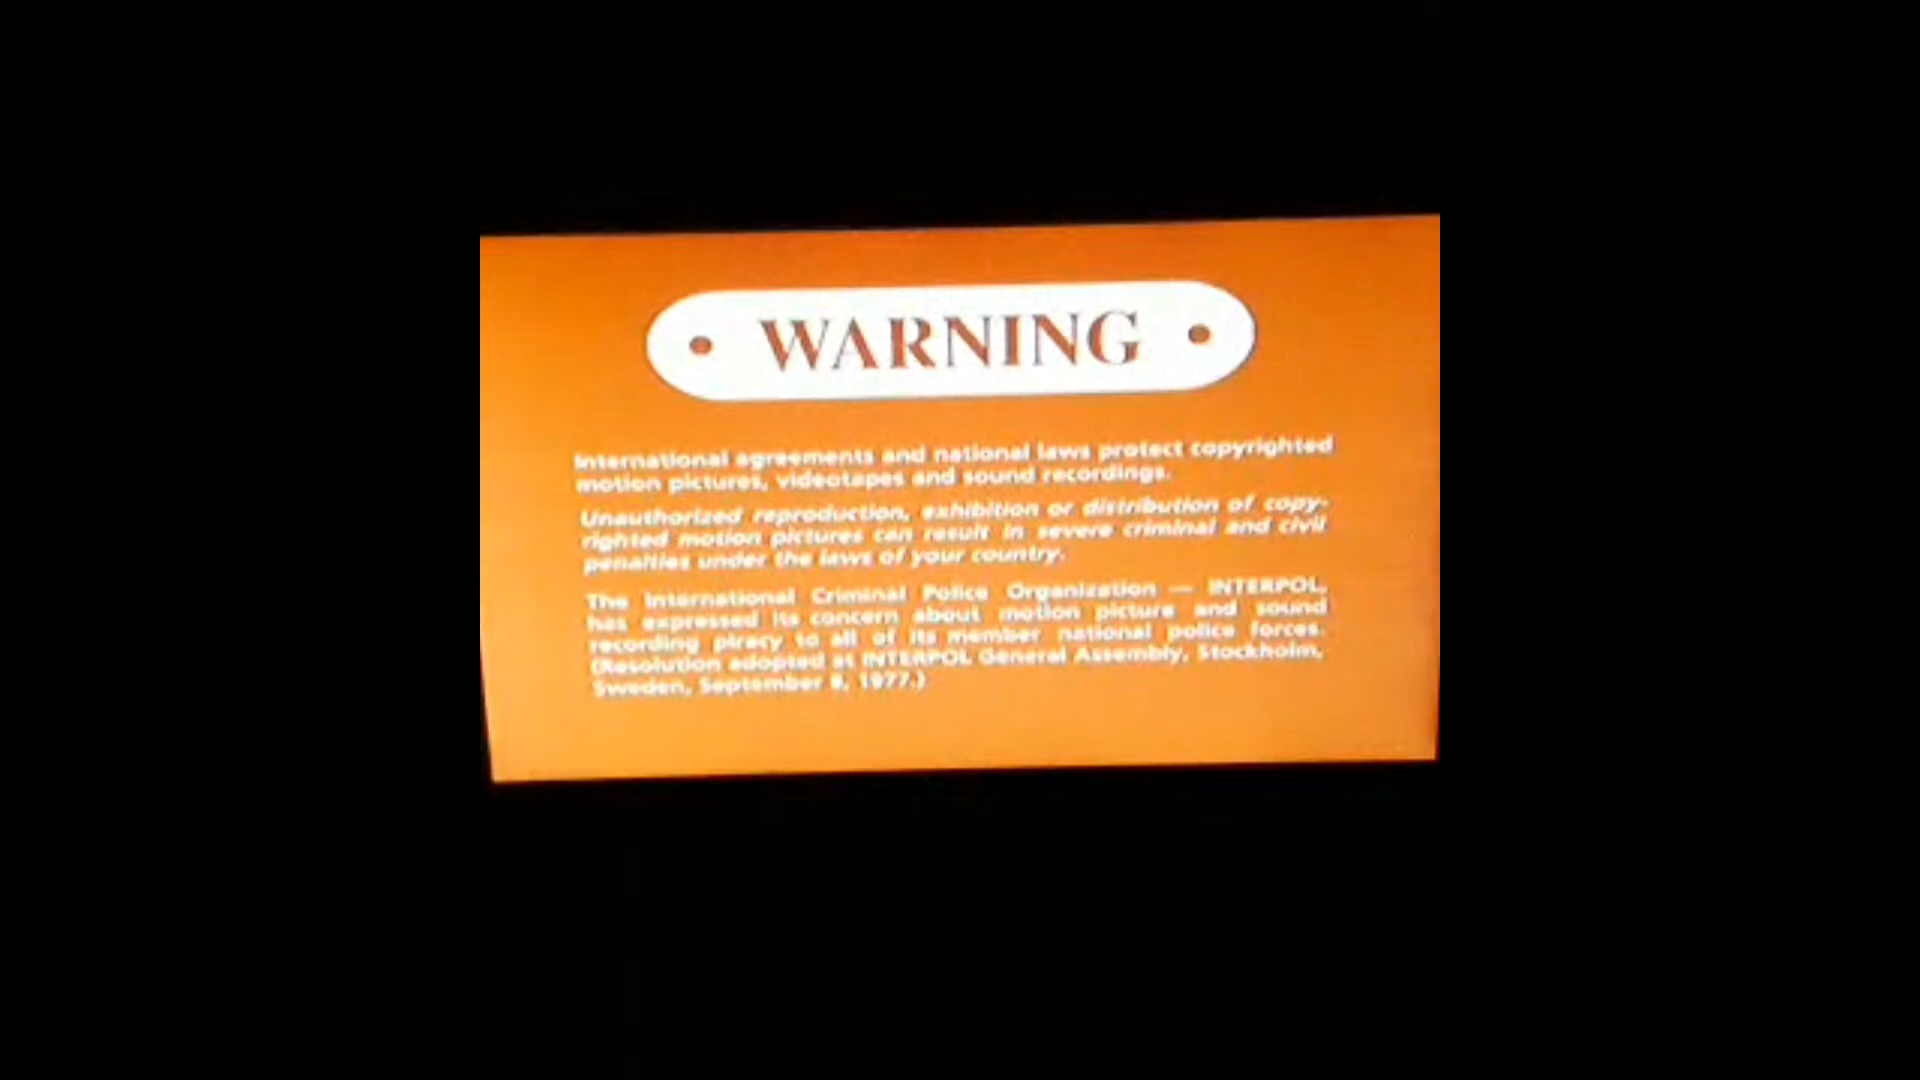 • WARNING •
International agreements and national laws protect copyrighted
motion pictures, videotapes and sound recordings.
Unauthorized reproduction, exhibition or distribution of copy-
righted motion pictures can result in severe criminal and civil
penalties under the laws of your country.
The International Criminal Police Organization — INTERPOL,
has expressed its concern about motion picture and sound
recording piracy to all of its member national police forces.
(Resolution adopted at INTERPOL General Assembly, Stockholm,
Sweden, September 8, 1977.)